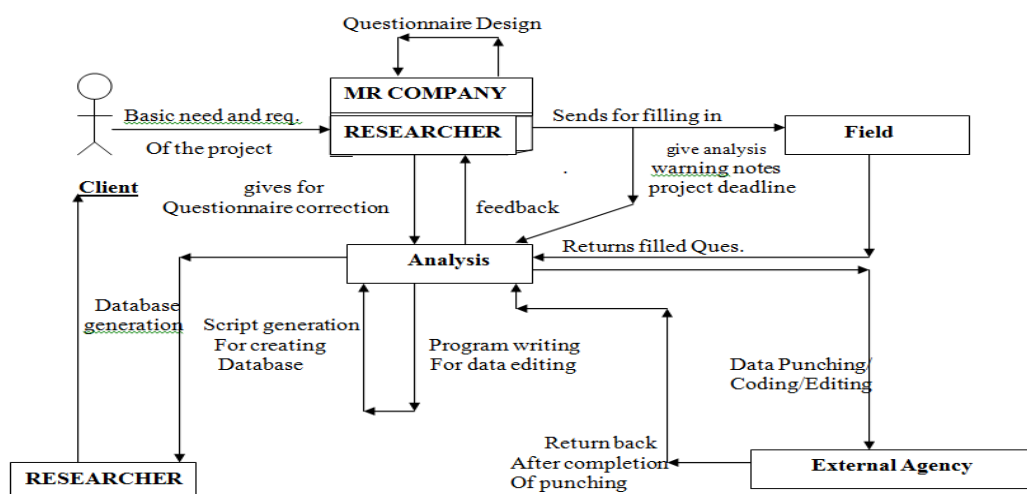 Questionnaire Design
MR COMPANY
Basic need and req.
RESEARCHER
Sends for filling in
Field
Of the project
give analysis
warning notes
project deadline
Client
gives for
Questionnaire correction
feedback
Returns filled Ques.
Analysis
Database
generation
Script generation
For creating
Database
Program writing
For data editing
Data Punching/
Coding/Editing
Return back
After completion
Of punching
RESEARCHER
External Agency